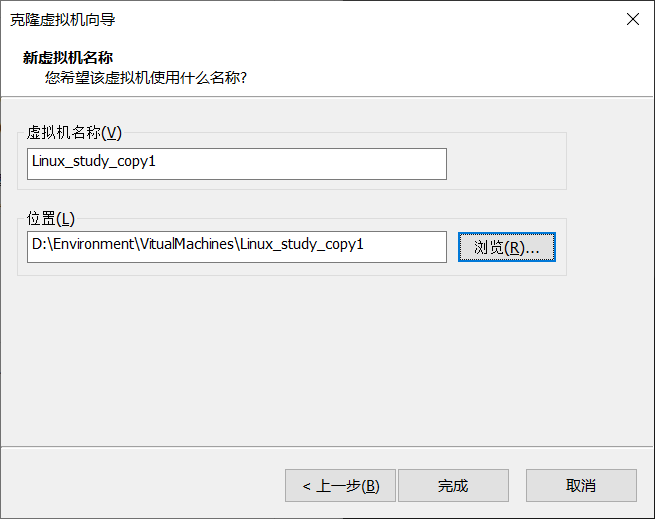 克隆虚拟机向导
新虚拟机名称
您希望该虚拟机使用什么名称?
虚拟机名称(V)
Linux_study_copy1
位置(L)
D:\Environment\VitualMachines\Linux_study_copy1
浏览(R)...
< 上一步(B)
完成
取消